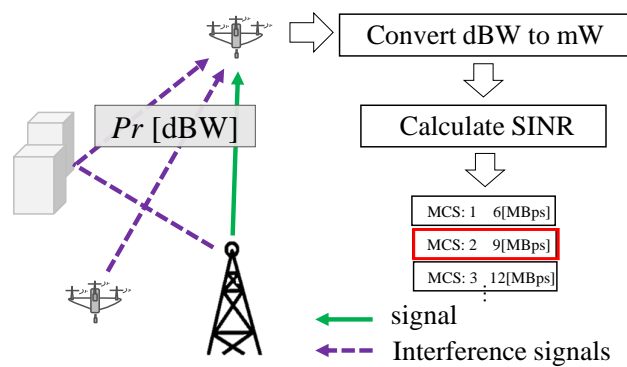 Convert dBW to mW
Pr [dBW]
Calculate SINR
MCS: 1 6[MBps]
MCS: 2 9[MBps]
MCS: 3 12[MBps]
⋮
signal
Interference signals